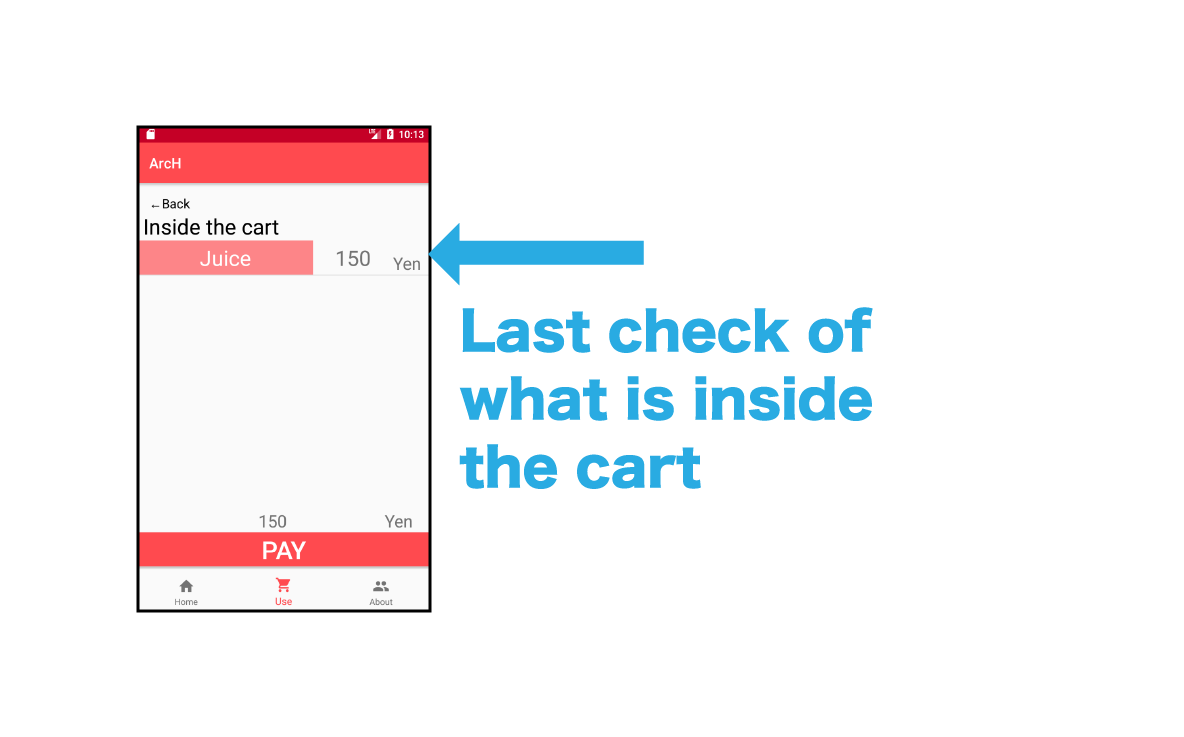 LTE 10:13
ArcH
←Back
Inside the cart
Juice 150 Yen
Last check of
what is inside
the cart
150 Yen
PAY
Home Use About